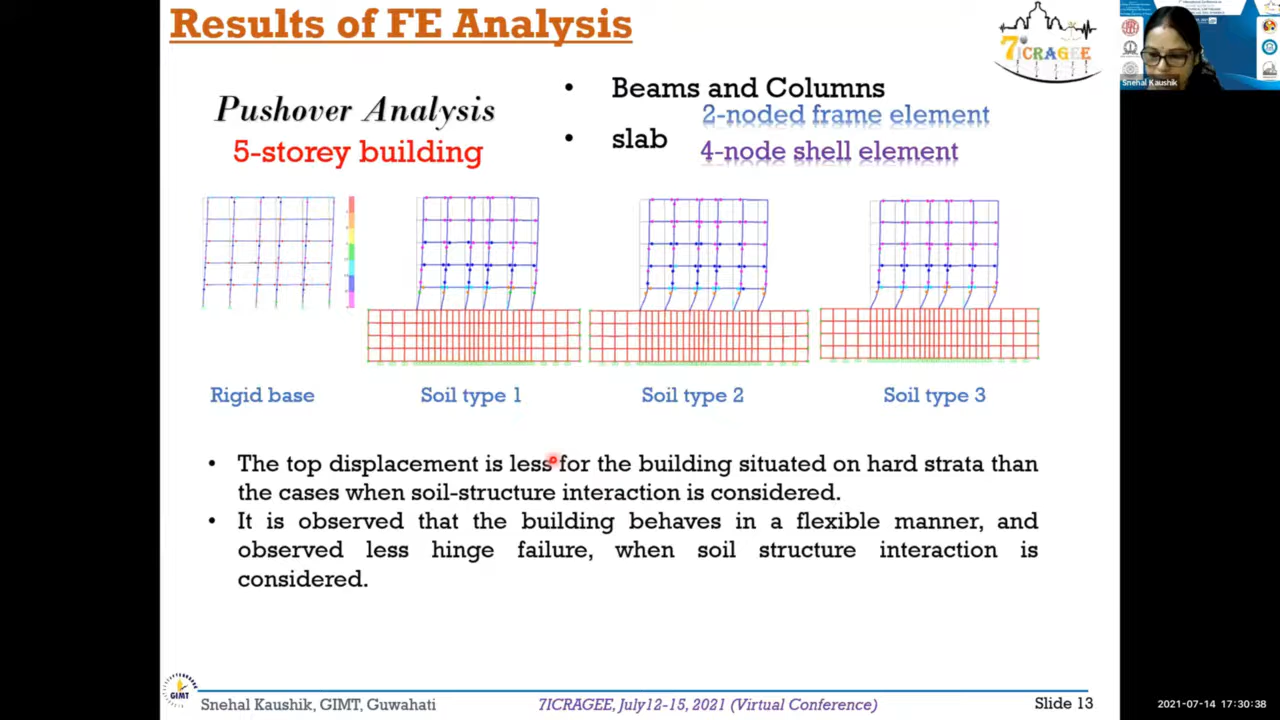 Results of FE Analysis
7ICRAGEE
Snehal Kaushik
Pushover Analysis
5-storey building
• Beams and Columns
2-noded frame element
• slab
4-node shell element
Rigid base
Soil type 1
Soil type 2
Soil type 3
• The top displacement is less for the building situated on hard strata than
the cases when soil-structure interaction is considered.
• It is observed that the building behaves in a flexible manner, and
observed less hinge failure, when soil structure interaction is
considered.
GIMT
Snehal Kaushik, GIMT, Guwahati
7ICRAGEE, July12-15, 2021 (Virtual Conference)
Slide 13
2021-07-14 17:30:38